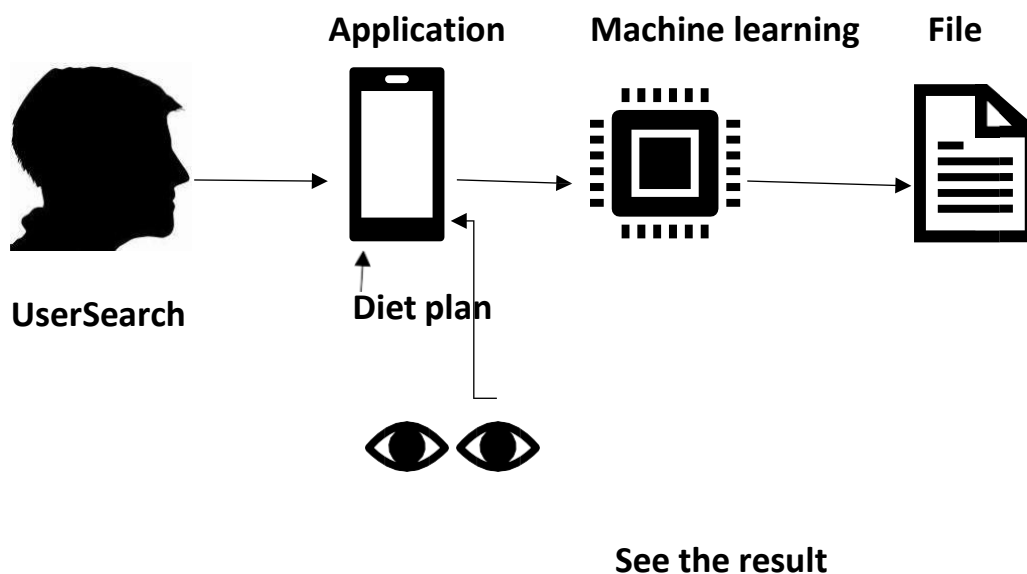 Application
Machine learning
File
UserSearch
Diet plan
See the result